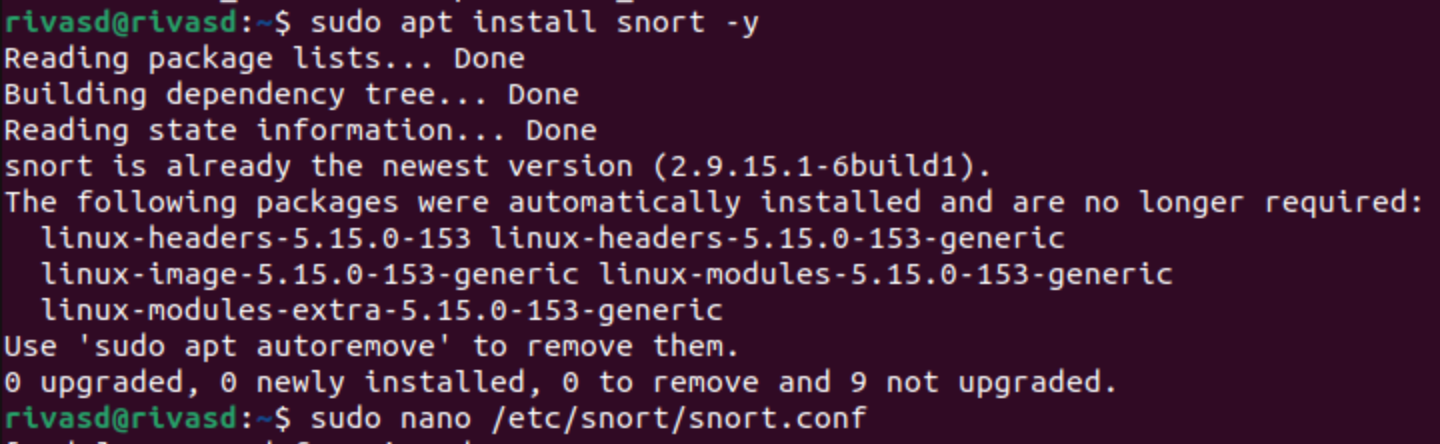 rivasd@rivasd:~$ sudo apt install snort -y
Reading package lists... Done
Building dependency tree... Done
Reading state information... Done
snort is already the newest version (2.9.15.1-6build1).
The following packages were automatically installed and are no longer required:
  linux-headers-5.15.0-153 linux-headers-5.15.0-153-generic
  linux-image-5.15.0-153-generic linux-modules-5.15.0-153-generic
  linux-modules-extra-5.15.0-153-generic
Use 'sudo apt autoremove' to remove them.
0 upgraded, 0 newly installed, 0 to remove and 9 not upgraded.
rivasd@rivasd:~$ sudo nano /etc/snort/snort.conf